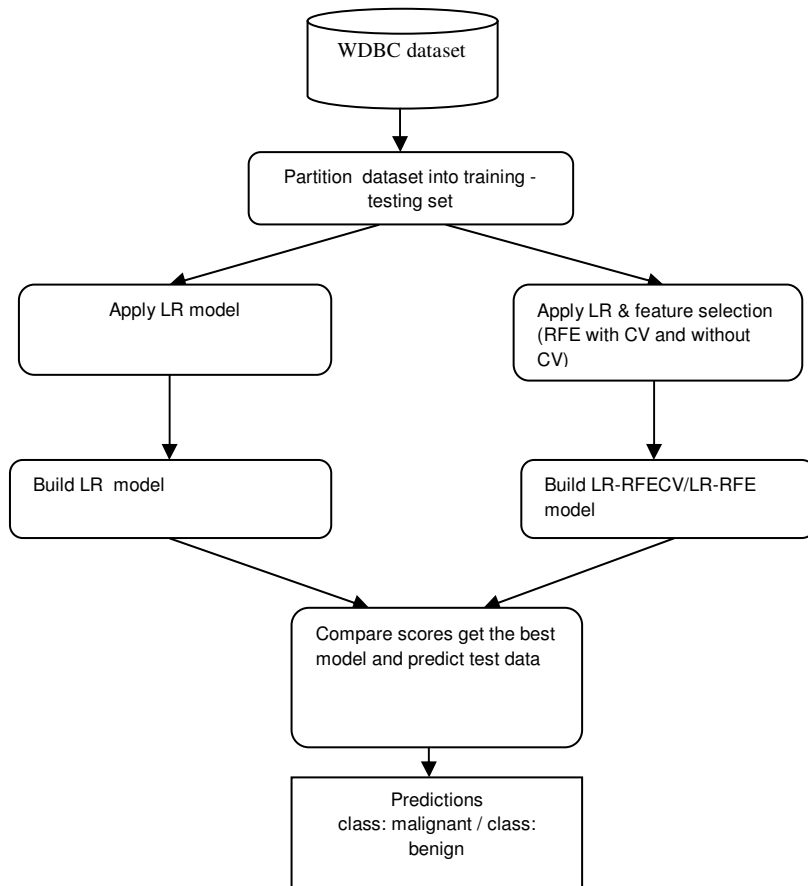 WDBC dataset
Partition dataset into training -
testing set
Apply LR model
Apply LR & feature selection
(RFE with CV and without
CV)
Build LR model
Build LR-RFECV/LR-RFE
model
Compare scores get the best
model and predict test data
Predictions
class: malignant / class:
benign